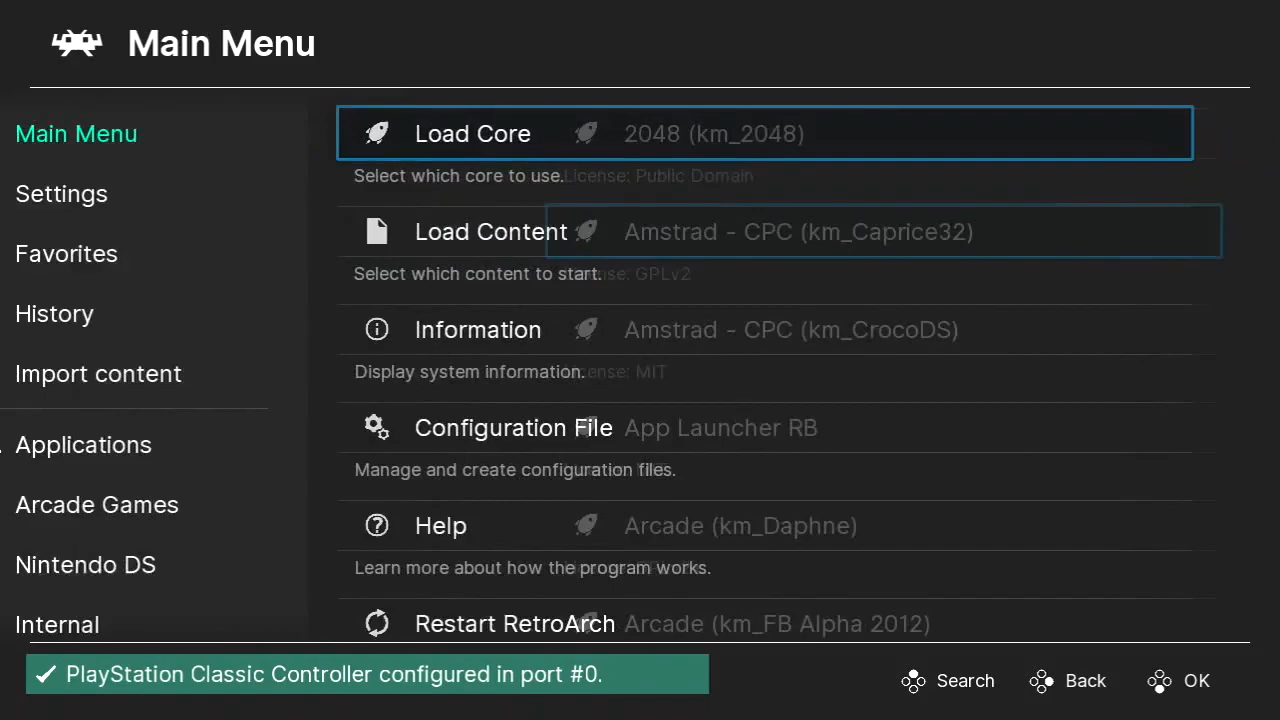 Main Menu
Main Menu
Settings
Favorites
History
Import content
Applications
Arcade Games
Nintendo DS
Internal
Load Core
2048 (km_2048)
Select which core to use.
License: Public Domain
Load Content
Amstrad - CPC (km_Caprice32)
Select which content to start.
GPLv2
Information
Amstrad - CPC (km_CrocoDS)
Display system information.
MIT
Configuration File
App Launcher RB
Manage and create configuration files.
Help
Arcade (km_Daphne)
Learn more about how the program works.
Restart RetroArch
Arcade (km_FB Alpha 2012)
PlayStation Classic Controller configured in port #0.
Search
Back
OK